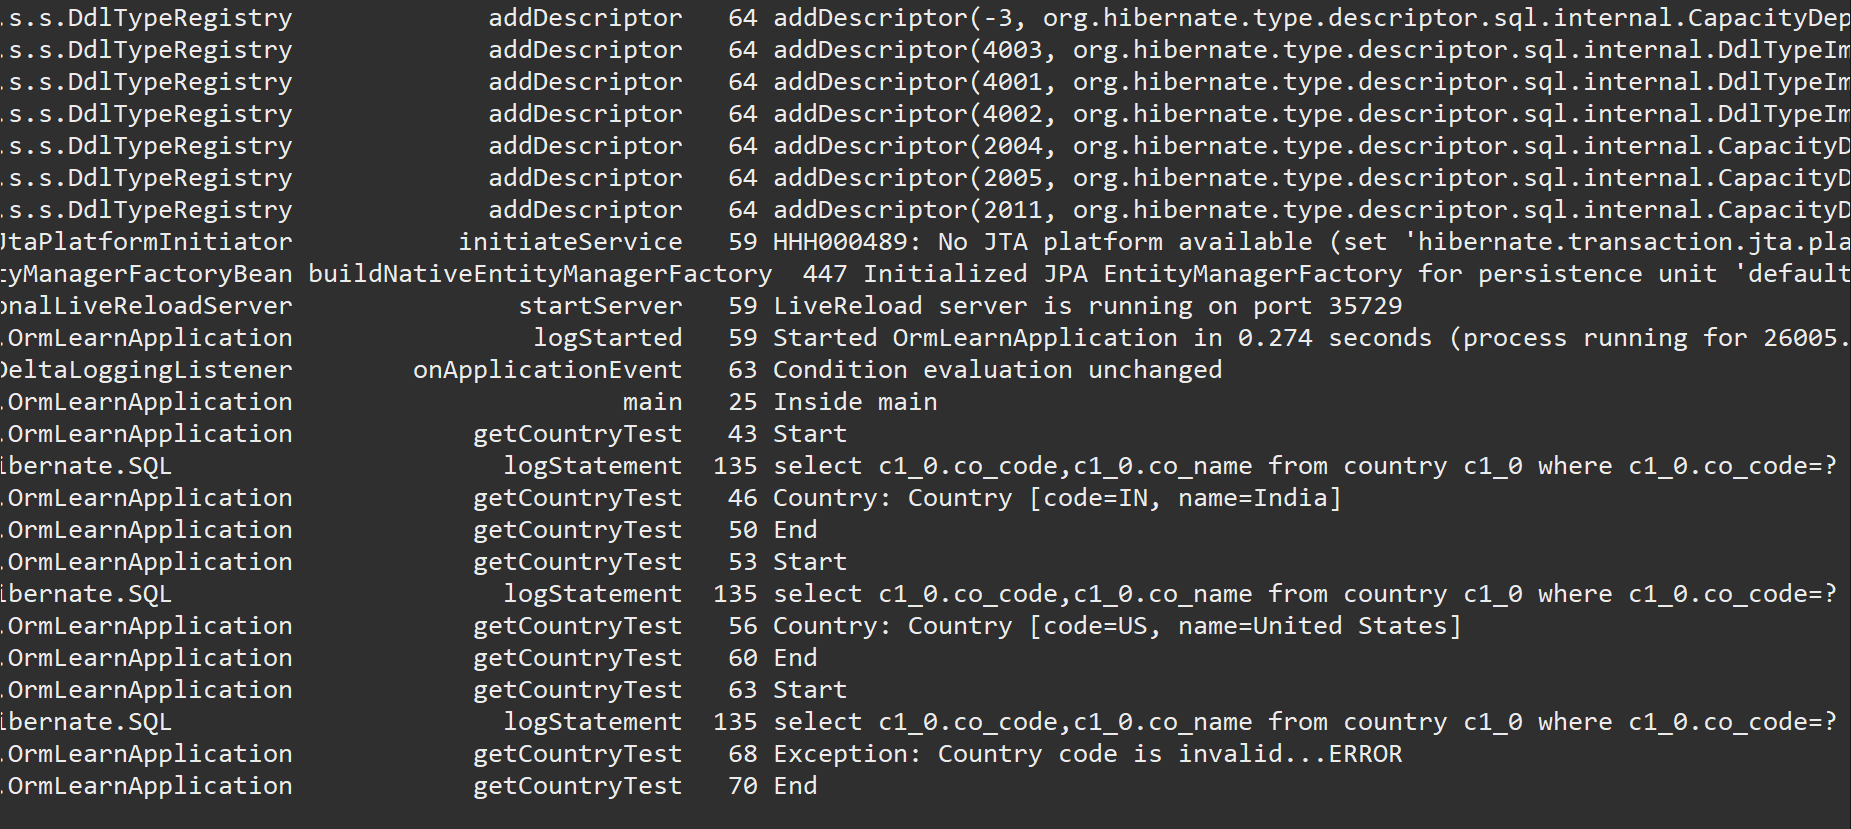 .s.s.DdlTypeRegistry addDescriptor 64 addDescriptor(-3, org.hibernate.type.descriptor.sql.internal.CapacityDep
.s.s.DdlTypeRegistry addDescriptor 64 addDescriptor(4003, org.hibernate.type.descriptor.sql.internal.DdlTypeIm
.s.s.DdlTypeRegistry addDescriptor 64 addDescriptor(4001, org.hibernate.type.descriptor.sql.internal.DdlTypeIm
.s.s.DdlTypeRegistry addDescriptor 64 addDescriptor(4002, org.hibernate.type.descriptor.sql.internal.DdlTypeIm
.s.s.DdlTypeRegistry addDescriptor 64 addDescriptor(2004, org.hibernate.type.descriptor.sql.internal.CapacityD
.s.s.DdlTypeRegistry addDescriptor 64 addDescriptor(2005, org.hibernate.type.descriptor.sql.internal.CapacityD
.s.s.DdlTypeRegistry addDescriptor 64 addDescriptor(2011, org.hibernate.type.descriptor.sql.internal.CapacityD
JtaPlatformInitiator initiateService 59 HHH000489: No JTA platform available (set 'hibernate.transaction.jta.pla
tyManagerFactoryBean buildNativeEntityManagerFactory 447 Initialized JPA EntityManagerFactory for persistence unit 'default
onalLiveReloadServer startServer 59 LiveReload server is running on port 35729
.OrmLearnApplication logStarted 59 Started OrmLearnApplication in 0.274 seconds (process running for 26005.
DeltaLoggingListener onApplicationEvent 63 Condition evaluation unchanged
.OrmLearnApplication main 25 Inside main
.OrmLearnApplication getCountryTest 43 Start
ibernate.SQL logStatement 135 select c1_0.co_code,c1_0.co_name from country c1_0 where c1_0.co_code=?
.OrmLearnApplication getCountryTest 46 Country: Country [code=IN, name=India]
.OrmLearnApplication getCountryTest 50 End
.OrmLearnApplication getCountryTest 53 Start
ibernate.SQL logStatement 135 select c1_0.co_code,c1_0.co_name from country c1_0 where c1_0.co_code=?
.OrmLearnApplication getCountryTest 56 Country: Country [code=US, name=United States]
.OrmLearnApplication getCountryTest 60 End
.OrmLearnApplication getCountryTest 63 Start
ibernate.SQL logStatement 135 select c1_0.co_code,c1_0.co_name from country c1_0 where c1_0.co_code=?
.OrmLearnApplication getCountryTest 68 Exception: Country code is invalid...ERROR
.OrmLearnApplication getCountryTest 70 End